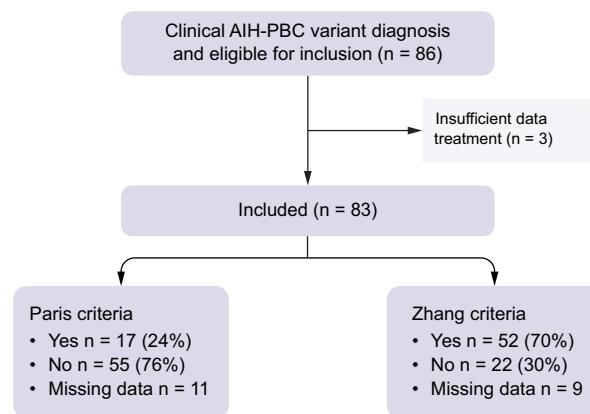 Clinical AIH-PBC variant diagnosis
and eligible for inclusion (n = 86)
Insufficient data
treatment (n = 3)
Included (n = 83)
Paris criteria
• Yes n = 17 (24%)
• No n = 55 (76%)
• Missing data n = 11
Zhang criteria
• Yes n = 52 (70%)
• No n = 22 (30%)
• Missing data n = 9